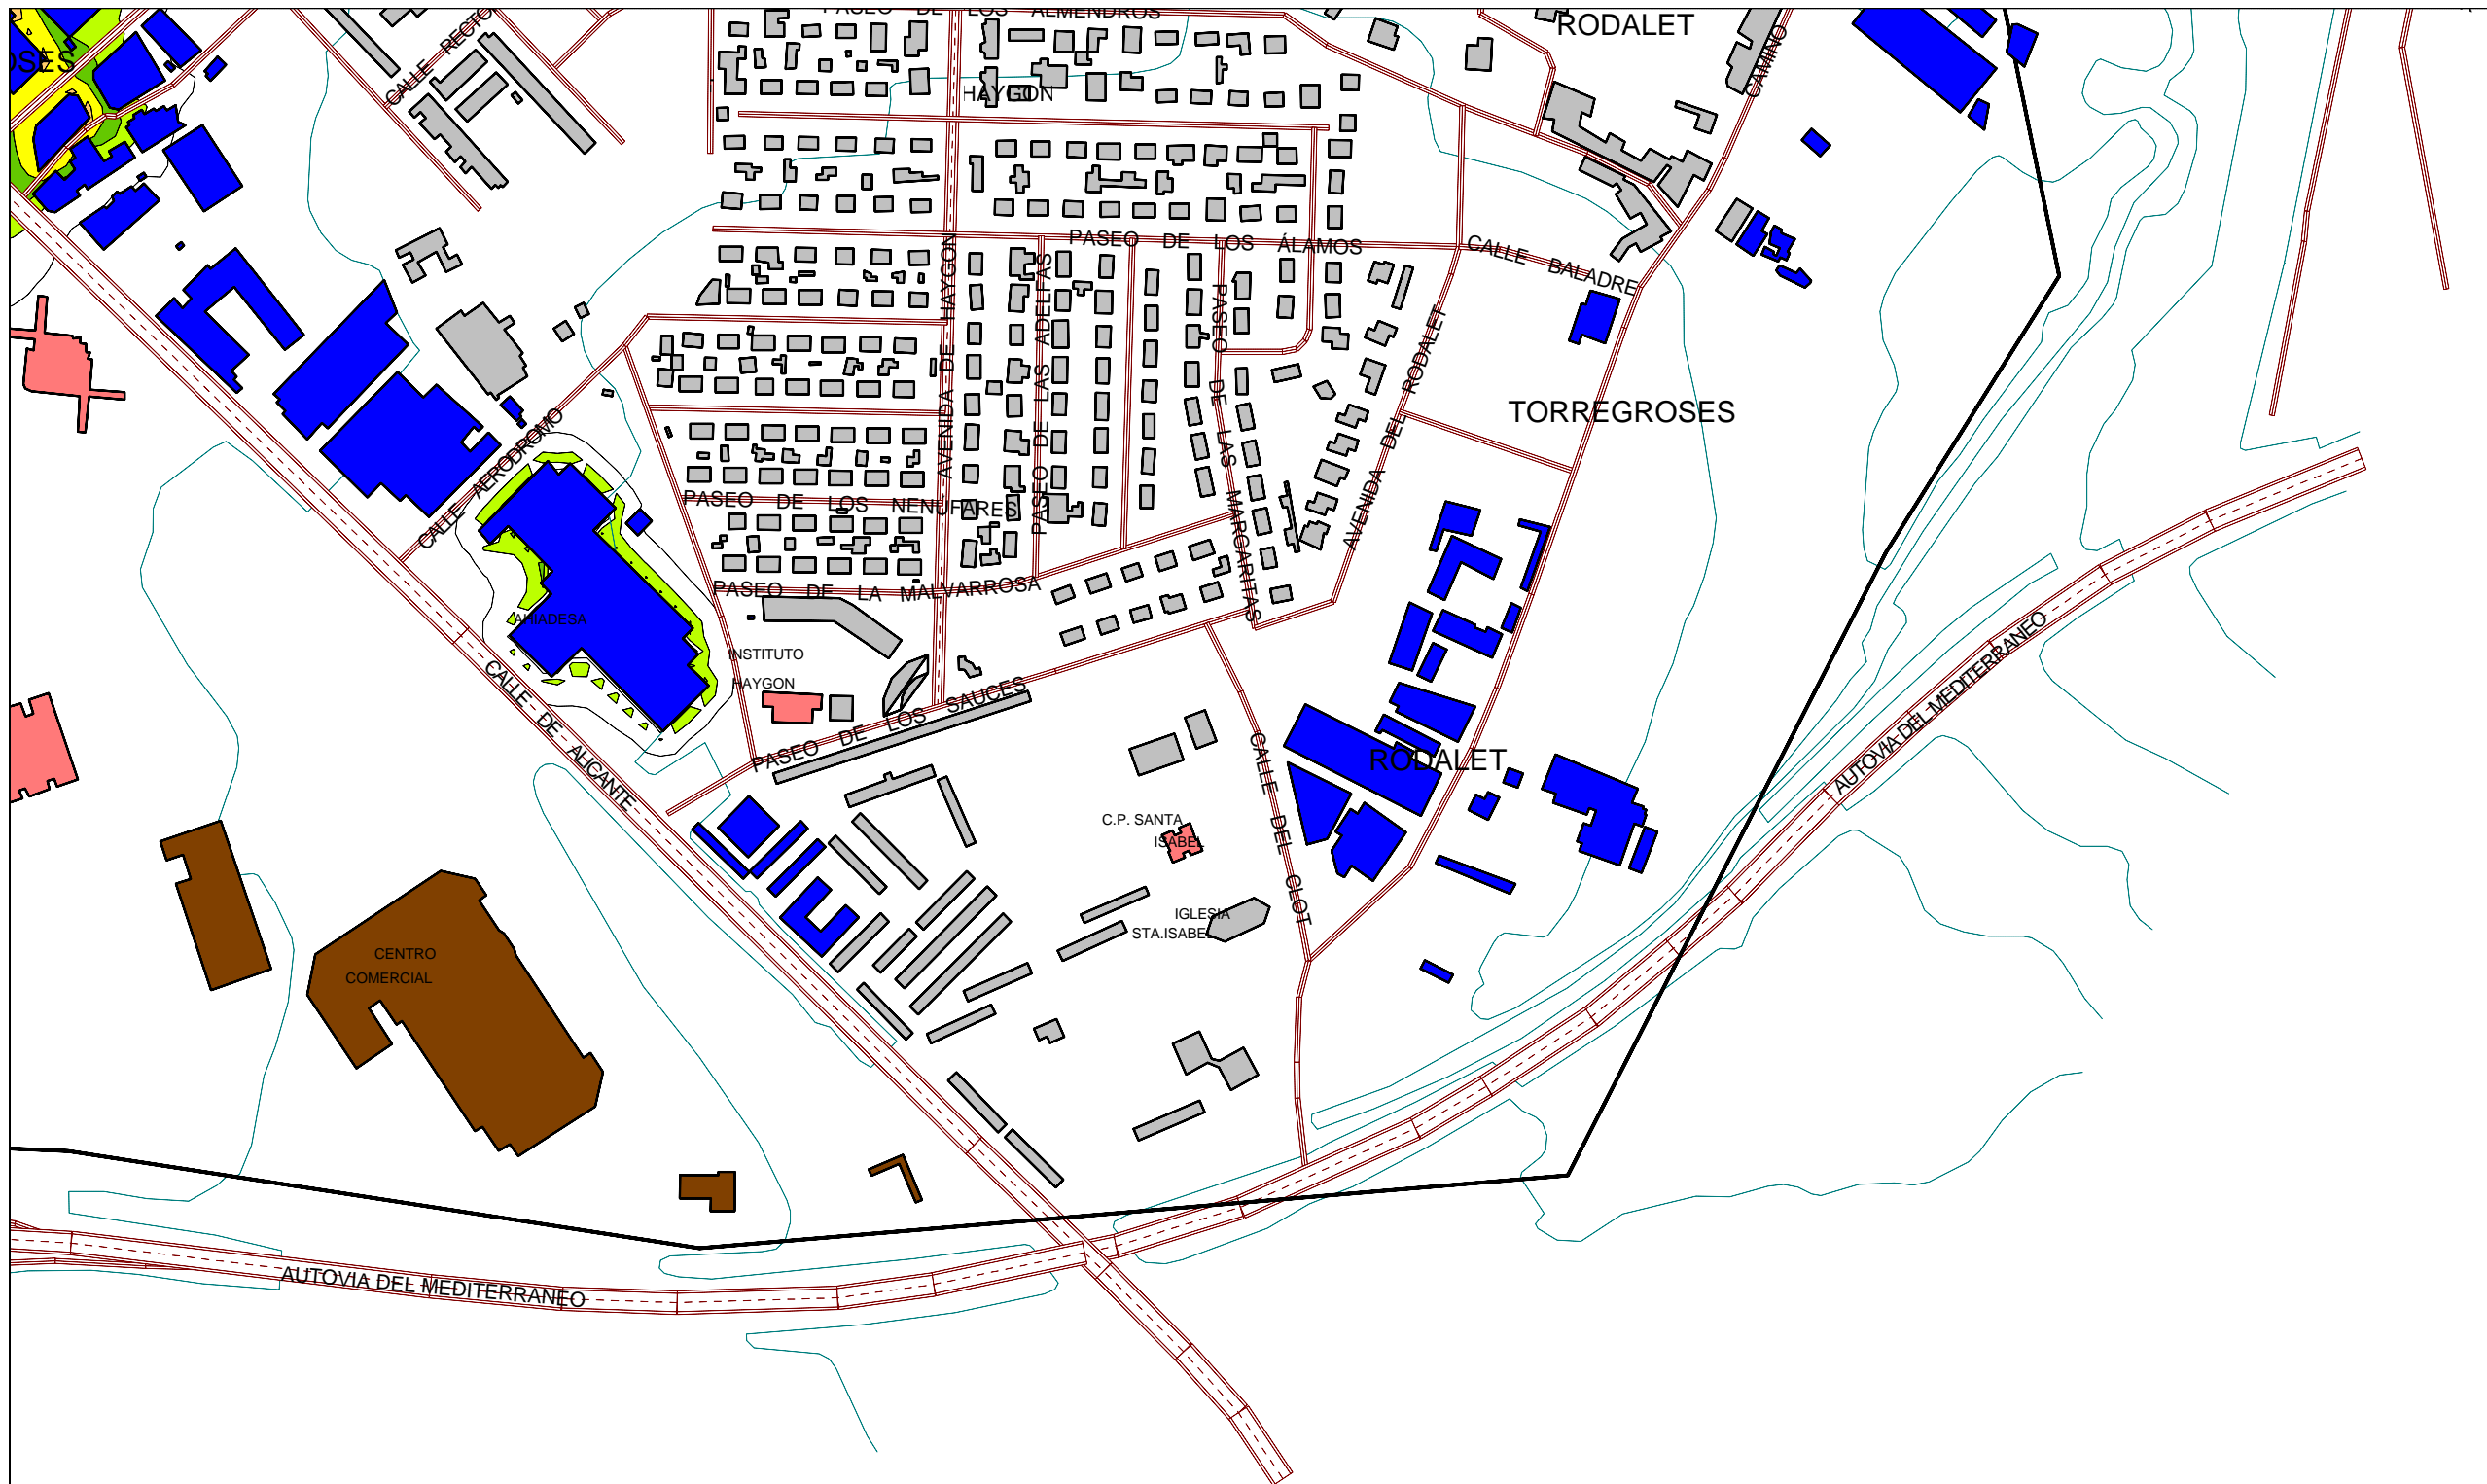 PASEO DE LOS ALMENDROS
RODALET
OSES
CALLE RECTO
CAMINO
HAYGON
PASEO DE LOS ÁLAMOS
CALLE BALADRE
AVENIDA DE HAYGON
PASEO DE LAS ADELFAS
PASEO DE LAS MARGARITAS
AVENIDA DEL RODALET
TORREGROSES
CALLE AERODROMO
PASEO DE LOS NENUFARES
PASEO DE LA MALVARROSA
AHIADESA
INSTITUTO
HAYGON
CALLE DE ALICANTE
PASEO DE LOS SAUCES
AUTOVIA DEL MEDITERRANEO
CALLE DEL CLOT
RODALET
C.P. SANTA
ISABEL
IGLESIA
STA.ISABEL
CENTRO
COMERCIAL
AUTOVIA DEL MEDITERRANEO